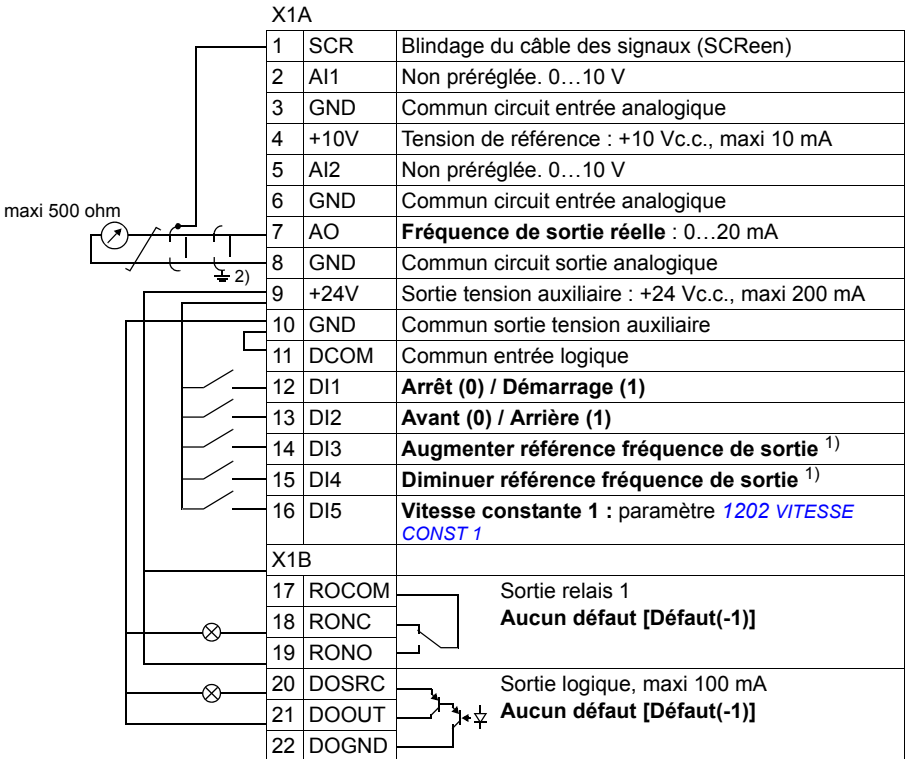 X1A
1 SCR Blindage du câble des signaux (SCReen)
2 AI1 Non préréglée. 0…10 V
3 GND Commun circuit entrée analogique
4 +10V Tension de référence : +10 Vc.c., maxi 10 mA
5 AI2 Non préréglée. 0…10 V
6 GND Commun circuit entrée analogique
maxi 500 ohm
7 AO Fréquence de sortie réelle : 0…20 mA
8 GND Commun circuit sortie analogique
2)
9 +24V Sortie tension auxiliaire : +24 Vc.c., maxi 200 mA
10 GND Commun sortie tension auxiliaire
11 DCOM Commun entrée logique
12 DI1 Arrêt (0) / Démarrage (1)
13 DI2 Avant (0) / Arrière (1)
14 DI3 Augmenter référence fréquence de sortie 1)
15 DI4 Diminuer référence fréquence de sortie 1)
16 DI5 Vitesse constante 1 : paramètre 1202 VITESSE
CONST 1
X1B
17 ROCOM Sortie relais 1
18 RONC Aucun défaut [Défaut(-1)]
19 RONO
20 DOSRC Sortie logique, maxi 100 mA
21 DOOUT Aucun défaut [Défaut(-1)]
22 DOGND